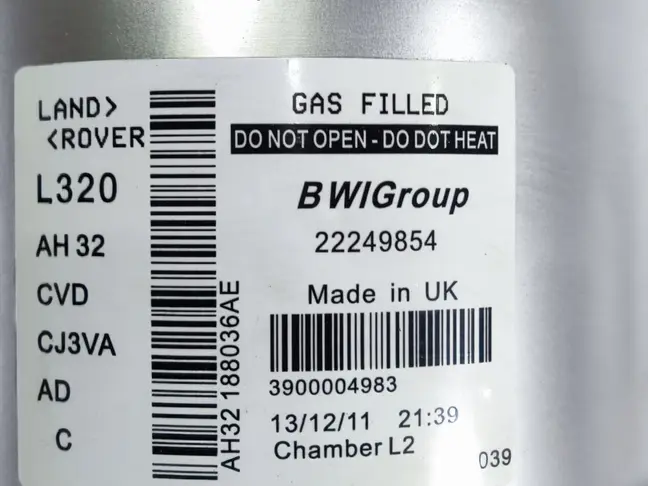 LAND>
<ROVER
L320
AH 32
CVD
CJ3VA
AD
C
AH32 188036AE
GAS FILLED
DO NOT OPEN - DO DOT HEAT
BWIGroup
22249854
Made in UK
3900004983
13/12/11 21:39
Chamber L2
039